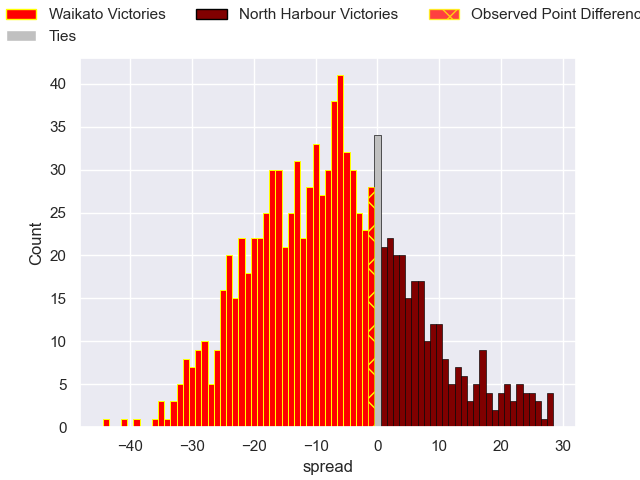 Waikato Victories
North Harbour Victories
Observed Point Differenc
Ties
Count
40
35
30
25
20
15
10
5
0
−40 −30 −20 −10 0 10 20 30
spread